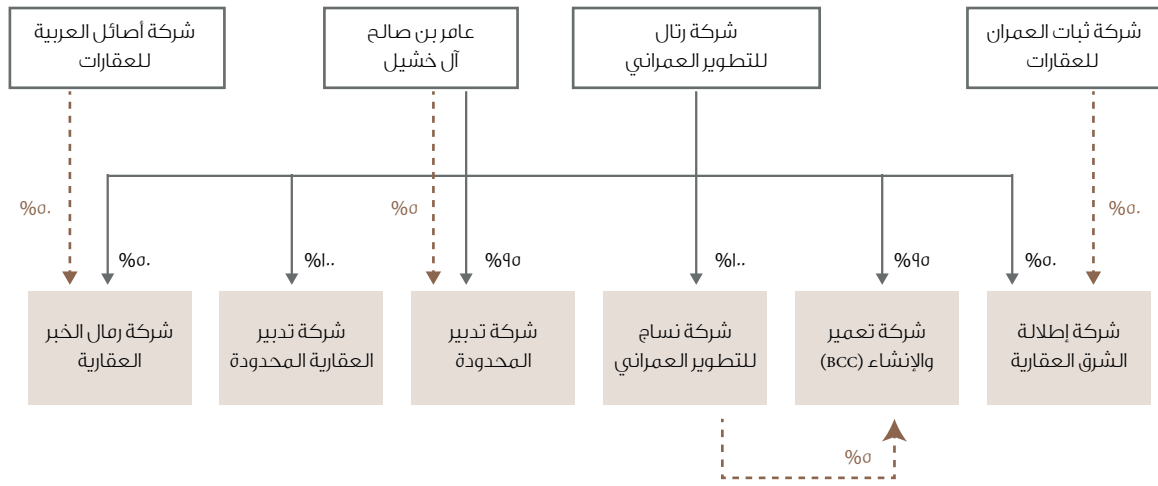 شركة ثبات العمران
للعقارات
شركة رتال
للتطوير العمراني
عامر بن صالح
آل خشيل
شركة أصائل العربية
للعقارات
%٥٠
%٥
%٥٠
%٥٠
%٩٥
%١٠٠
%٩٥
%١٠٠
%٥٠
شركة إطلالة
الشرق العقارية
شركة تعمير
والإنشاء (BCC)
شركة نساج
للتطوير العمراني
شركة تدبير
المحدودة
شركة تدبير
العقارية المحدودة
شركة رمال الخبر
العقارية
%٥